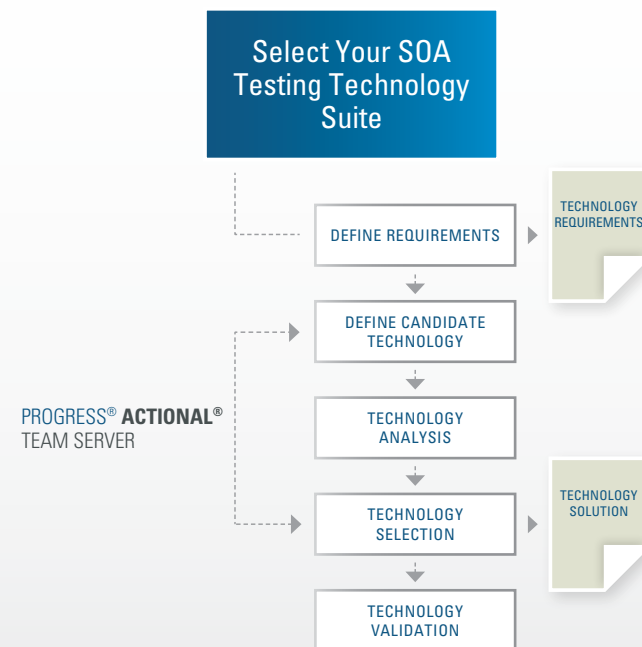 Select Your SOA
Testing Technology
Suite
TECHNOLOGY
REQUIREMENTS
DEFINE REQUIREMENTS
DEFINE CANDIDATE
TECHNOLOGY
PROGRESS® ACTIONAL®
TEAM SERVER
TECHNOLOGY
ANALYSIS
TECHNOLOGY
SELECTION
TECHNOLOGY
SOLUTION
TECHNOLOGY
VALIDATION